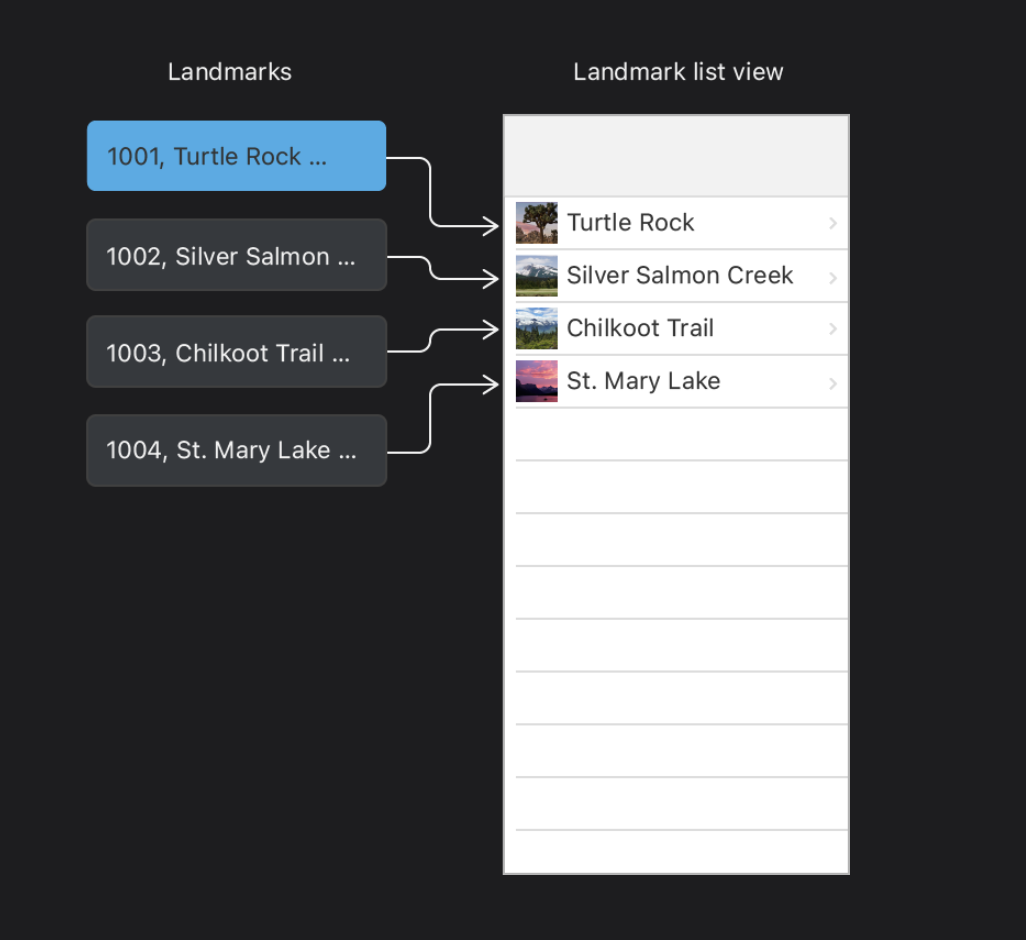 Landmarks
Landmark list view
1001, Turtle Rock ...
1002, Silver Salmon ...
1003, Chilkoot Trail ...
1004, St. Mary Lake ...
Turtle Rock
Silver Salmon Creek
Chilkoot Trail
St. Mary Lake